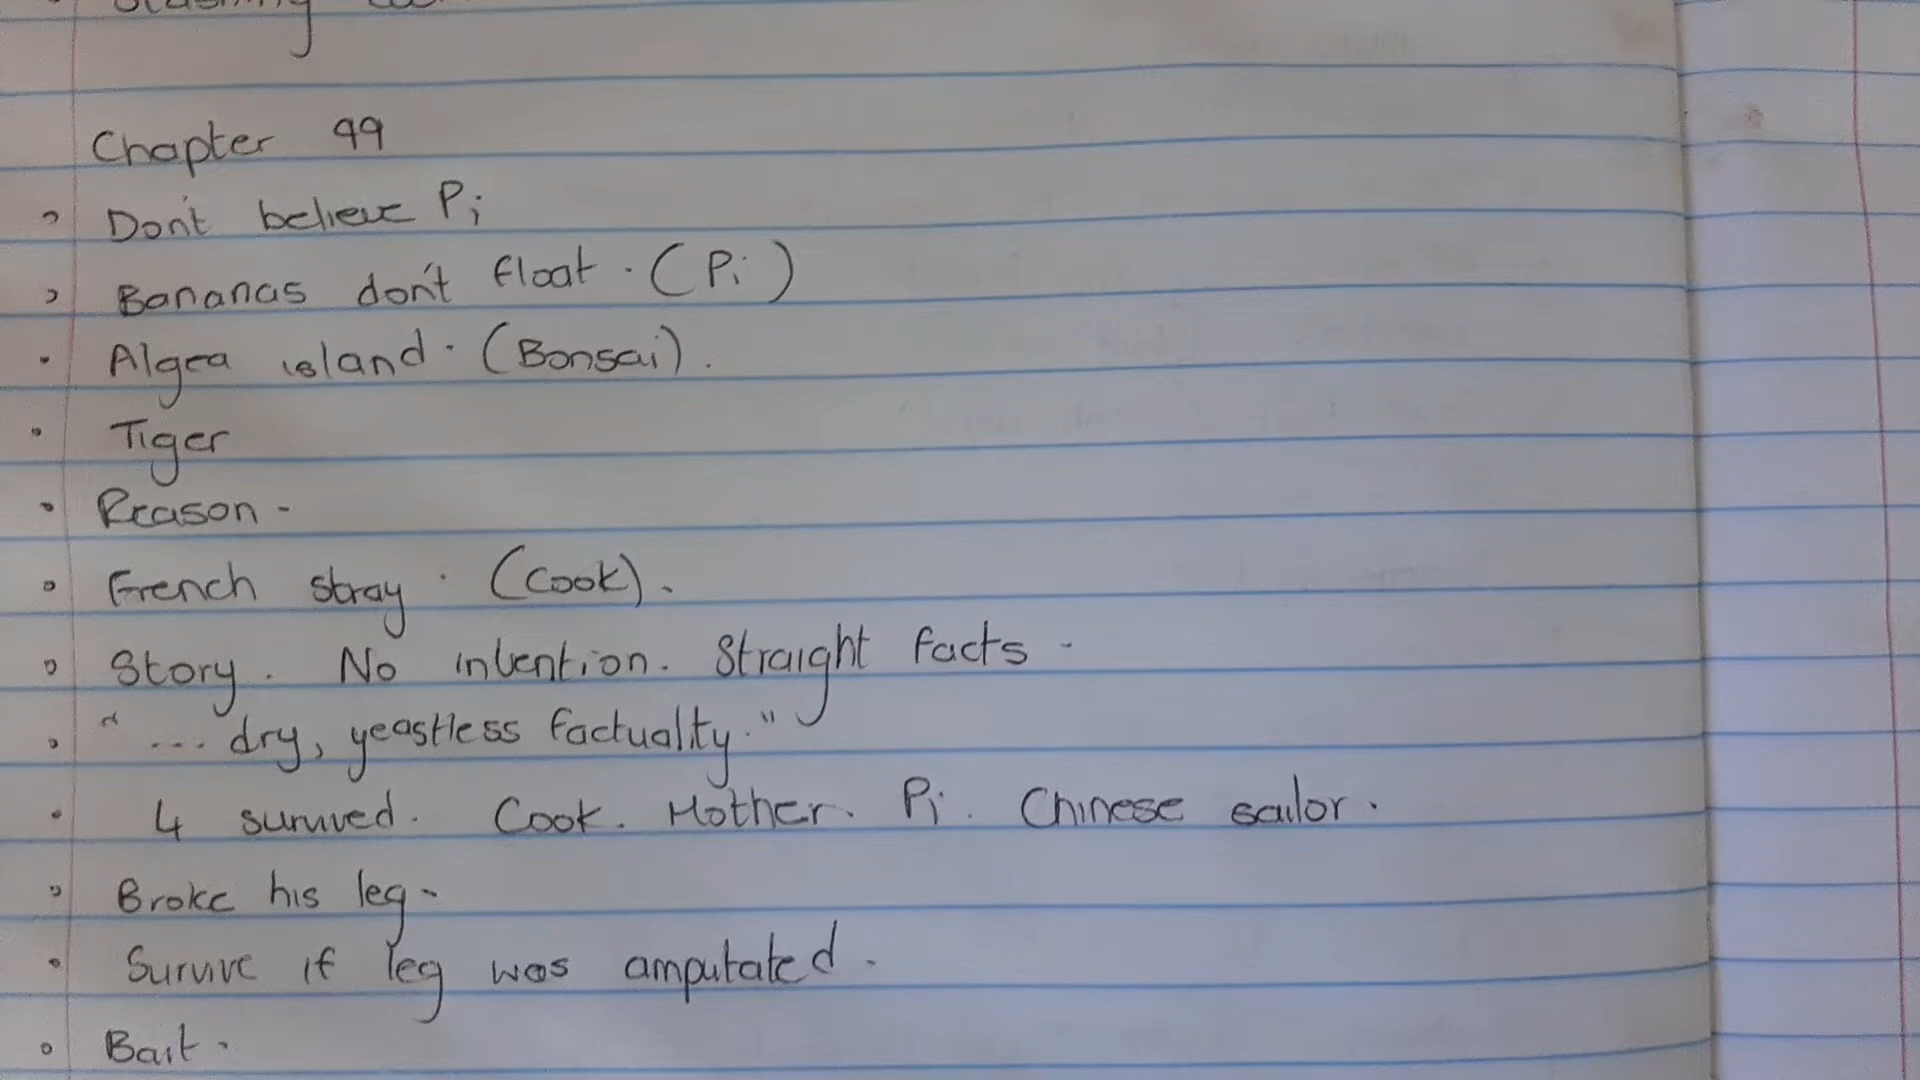 Chapter 99
Don't believe Pi
Bananas don't float. (Pi)
Algea island. (Bonsai).
Tiger
Reason -
French stray. (Cook).
Story. No invention. Straight facts -
"... dry, yeastless factuality."
4 survived. Cook. Mother. Pi. Chinese sailor.
Broke his leg -
Survive if leg was amputated.
Bait -